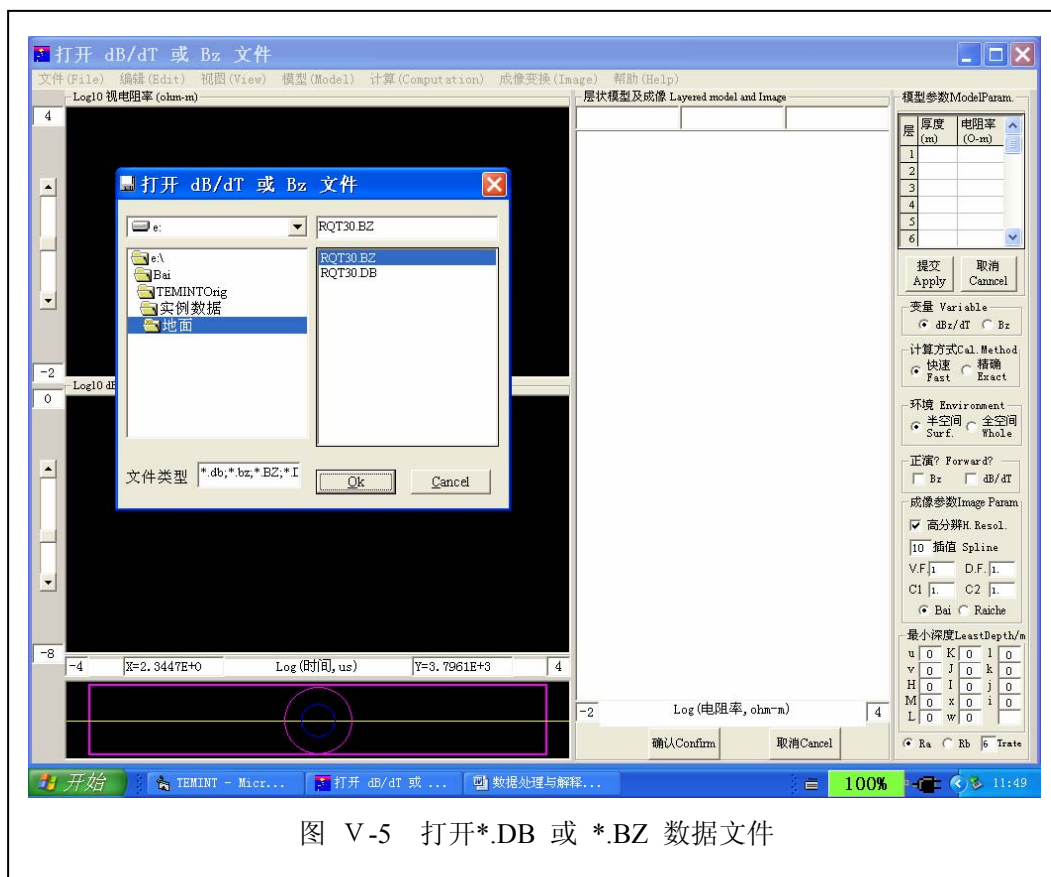 打开 dB/dT 或 Bz 文件
文件(File) 编辑(Edit) 视图(View) 模型(Model) 计算(Computation) 成像变换(Image) 帮助(Help)
Log10 视电阻率(ohm-m)
4
-2
Log10 dB
0
-8
打开 dB/dT 或 Bz 文件
e:
RQT30.BZ
e:\
Bai
TEMINTOrig
实例数据
地面
RQT30.BZ
RQT30.DB
文件类型 *.db;*.bz;*.BZ;*.D
Ok Cancel
-4 X=2.3447E+0 Log(时间,us) Y=3.7961E+3 4
层状模型及成像 Layered model and Image
-2 Log(电阻率,ohm-m) 4
确认Confirm 取消Cancel
模型参数ModelParam.
层 厚度(m) 电阻率(O-m)
1
2
3
4
5
6
提交 取消
Apply Canncel
变量 Variable
dBz/dT Bz
计算方式Cal.Method
快速 精确
Fast Exact
环境 Environment
半空间 全空间
Surf. Whole
正演? Forward?
Bz dB/dT
成像参数Image Param
高分辨H.Resol.
10 插值 Spline
V.F. 1 D.F. 1.
C1 1. C2 1.
Bai Raiche
最小深度LeastDepth/m
u 0 K 0 l 0
v 0 J 0 k 0
H 0 I 0 j 0
M 0 x 0 i 0
L 0 w 0
Ra Rb 6 Trate
开始 TEMINT - Micr... 打开 dB/dT 或 ... 数据处理与解释... 100% 11:49
图 Ⅴ-5 打开*.DB 或 *.BZ 数据文件